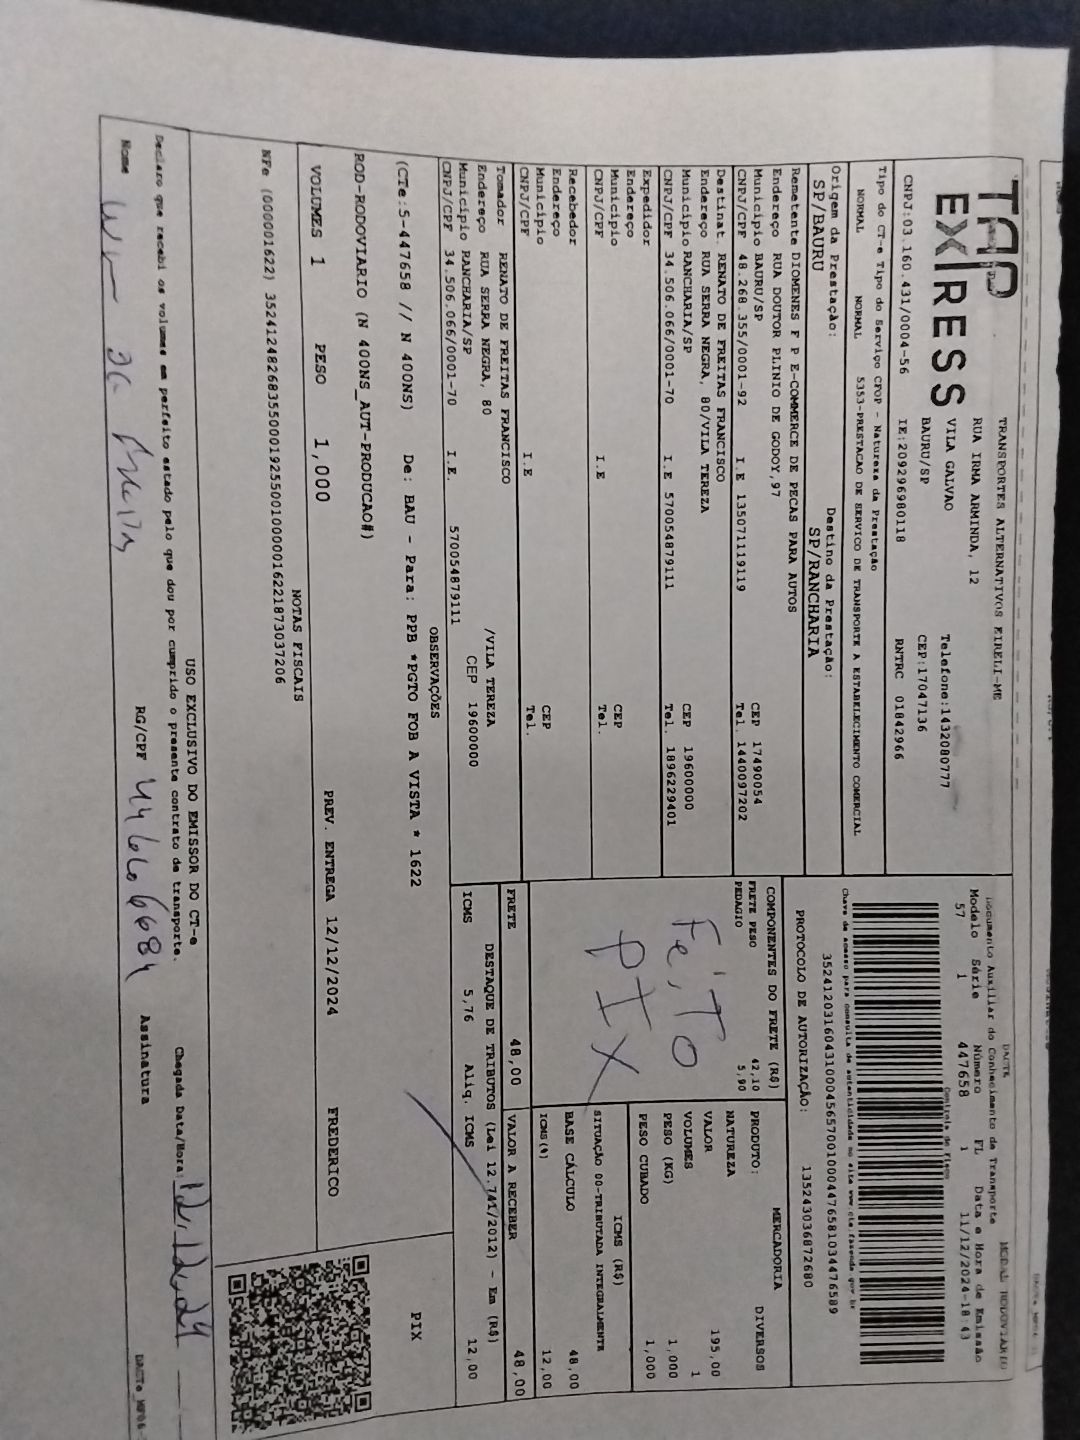 TAP
EXPRESS
TRANSPORTES ALTERNATIVOS EIRELI-ME
RUA IRMA ARMINDA, 12
VILA GALVAO Telefone:1432080777
BAURU/SP CEP:17047136
CNPJ:03.160.431/0004-56 IE:209296980118 RNTRC 01842966
Tipo do CT-e Tipo do Serviço CFOP - Natureza da Prestação
NORMAL NORMAL 5353-PRESTACAO DE SERVICO DE TRANSPORTE A ESTABELECIMENTO COMERCIAL
Origem da Prestação: Destino da Prestação:
SP/BAURU SP/RANCHARIA
Remetente DIOMENES F P E-COMMERCE DE PECAS PARA AUTOS
Endereço RUA DOUTOR PLINIO DE GODOY,97
Município BAURU/SP CEP 17490054
CNPJ/CPF 48.268.355/0001-92 I.E 135071119119 Tel. 1440097202
Destinat. RENATO DE FREITAS FRANCISCO
Endereço RUA SERRA NEGRA, 80/VILA TEREZA
Município RANCHARIA/SP CEP 19600000
CNPJ/CPF 34.506.066/0001-70 I.E 570054879111 Tel. 1896229401
Expedidor
Endereço
Município CEP
CNPJ/CPF I.E Tel.
Recebedor
Endereço
Município CEP
CNPJ/CPF I.E Tel.
Tomador RENATO DE FREITAS FRANCISCO
Endereço RUA SERRA NEGRA, 80 /VILA TEREZA
Município RANCHARIA/SP CEP 19600000
CNPJ/CPF 34.506.066/0001-70 I.E. 570054879111
DACTE MODAL RODOVIARIO
Documento Auxiliar do Conhecimento de Transporte
Modelo Série Número FL Data e Hora de Emissão
57 1 447658 1 11/12/2024-18:43
Controle do Fisco
Chave de acesso para consulta de autenticidade no site www.cte.fazenda.gov.br
35241203160431000456570010004476581034476589
PROTOCOLO DE AUTORIZAÇÃO: 135243036872680
COMPONENTES DO FRETE (R$)
FRETE PESO 42,10
PEDAGIO 5,90
FEiTO
PIX
FRETE 48,00
MERCADORIA
PRODUTO: DIVERSOS
NATUREZA
VALOR 195,00
VOLUMES 1
PESO (KG) 1,000
PESO CUBADO 1,000
ICMS (R$)
SITUAÇÃO 00-TRIBUTADA INTEGRALMENTE
BASE CÁLCULO 48,00
ICMS(%) 12,00
VALOR A RECEBER 48,00
DESTAQUE DE TRIBUTOS (Lei 12.741/2012) - Em (R$)
ICMS 5,76 Aliq. ICMS 12,00
OBSERVAÇÕES
(CTe:5-447658 // N 400NS) De: BAU - Para: PPB *PGTO FOB A VISTA * 1622
ROD-RODOVIARIO (N 400NS_AUT-PRODUCAO#)
PIX
VOLUMES 1 PESO 1,000 PREV. ENTREGA 12/12/2024 FREDERICO
NOTAS FISCAIS
NFe (000001622) 35241248268355000192550010000016221873037206
USO EXCLUSIVO DO EMISSOR DO CT-e
Declaro que recebi os volumes em perfeito estado pelo que dou por cumprido o presente contrato de transporte. Chegada Data/Hora 12.12.24
Nome RG/CPF Assinatura